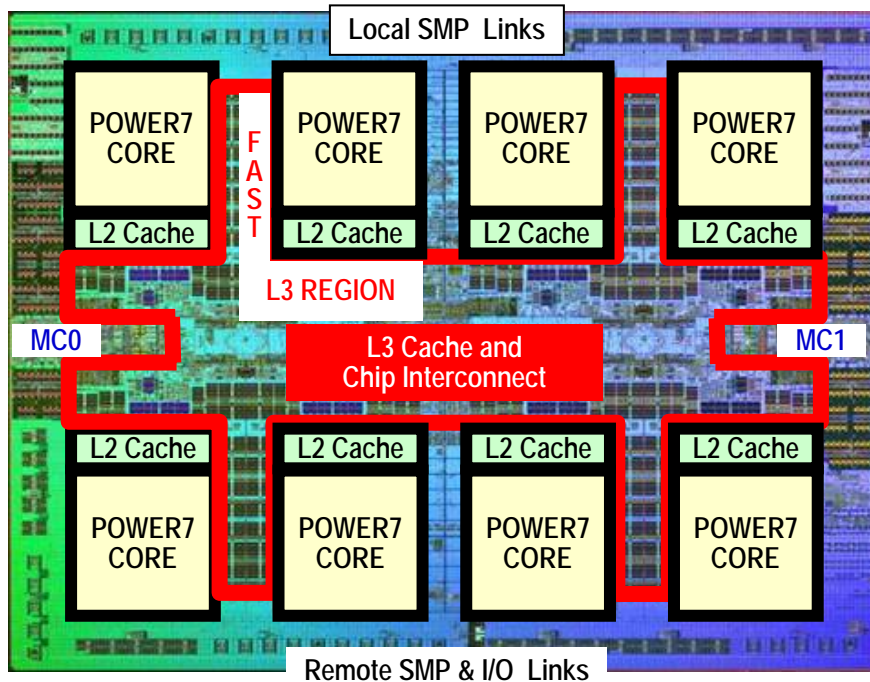 Local SMP Links
POWER7
CORE
POWER7
CORE
POWER7
CORE
POWER7
CORE
F
A
S
T
L2 Cache
L2 Cache
L2 Cache
L2 Cache
L3 REGION
MC0
L3 Cache and
Chip Interconnect
MC1
L2 Cache
L2 Cache
L2 Cache
L2 Cache
POWER7
CORE
POWER7
CORE
POWER7
CORE
POWER7
CORE
Remote SMP & I/O Links